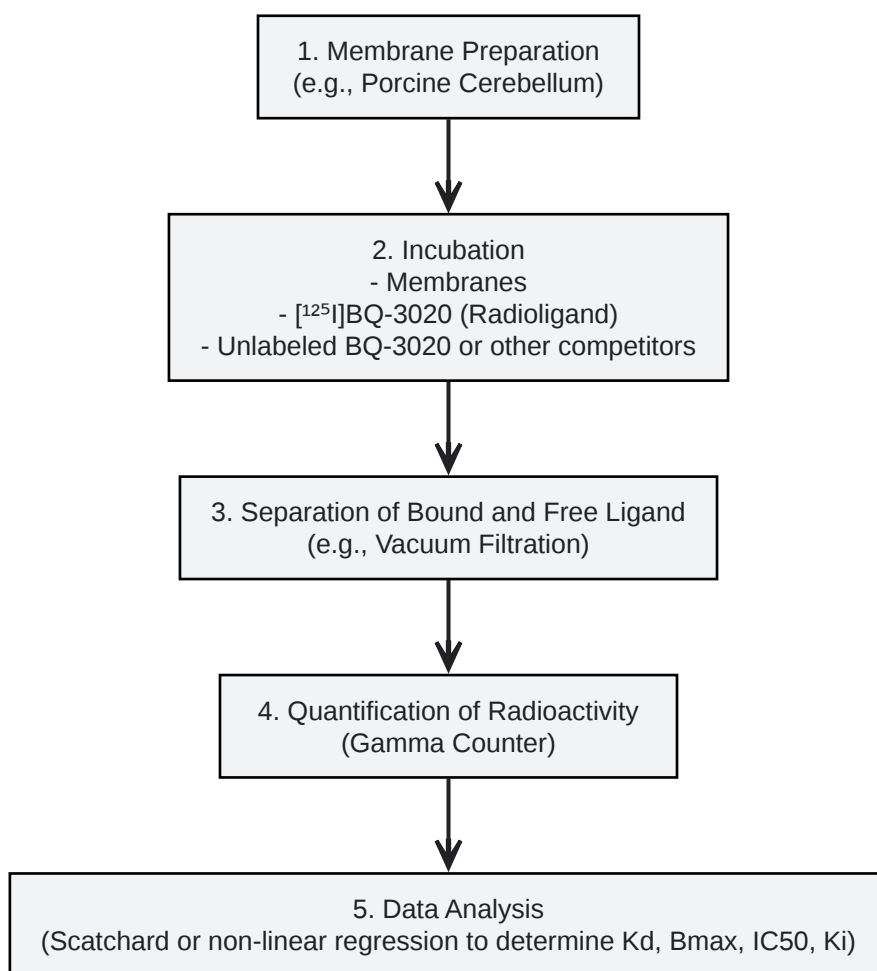 1. Membrane Preparation
(e.g., Porcine Cerebellum)
2. Incubation
- Membranes
- [¹²⁵I]BQ-3020 (Radioligand)
- Unlabeled BQ-3020 or other competitors
3. Separation of Bound and Free Ligand
(e.g., Vacuum Filtration)
4. Quantification of Radioactivity
(Gamma Counter)
5. Data Analysis
(Scatchard or non-linear regression to determine Kd, Bmax, IC50, Ki)